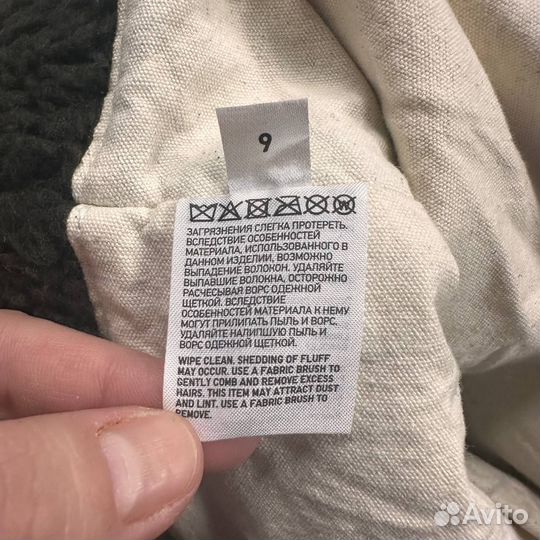 9
W
ЗАГРЯЗНЕНИЯ СЛЕГКА ПРОТЕРЕТЬ.
ВСЛЕДСТВИЕ ОСОБЕННОСТЕЙ
МАТЕРИАЛА, ИСПОЛЬЗОВАННОГО В
ДАННОМ ИЗДЕЛИИ, ВОЗМОЖНО
ВЫПАДЕНИЕ ВОЛОКОН. УДАЛЯЙТЕ
ВЫПАВШИЕ ВОЛОКНА, ОСТОРОЖНО
РАСЧЕСЫВАЯ ВОРС ОДЕЖНОЙ
ЩЕТКОЙ. ВСЛЕДСТВИЕ
ОСОБЕННОСТЕЙ МАТЕРИАЛА К НЕМУ
МОГУТ ПРИЛИПАТЬ ПЫЛЬ И ВОРС.
УДАЛЯЙТЕ НАЛИПШУЮ ПЫЛЬ И
ВОРС ОДЕЖНОЙ ЩЕТКОЙ.
WIPE CLEAN. SHEDDING OF FLUFF
MAY OCCUR. USE A FABRIC BRUSH TO
GENTLY COMB AND REMOVE EXCESS
HAIRS. THIS MAY ATTRACT DUST
AND LINT. USE A FABRIC BRUSH TO
REMOVE.
Avito